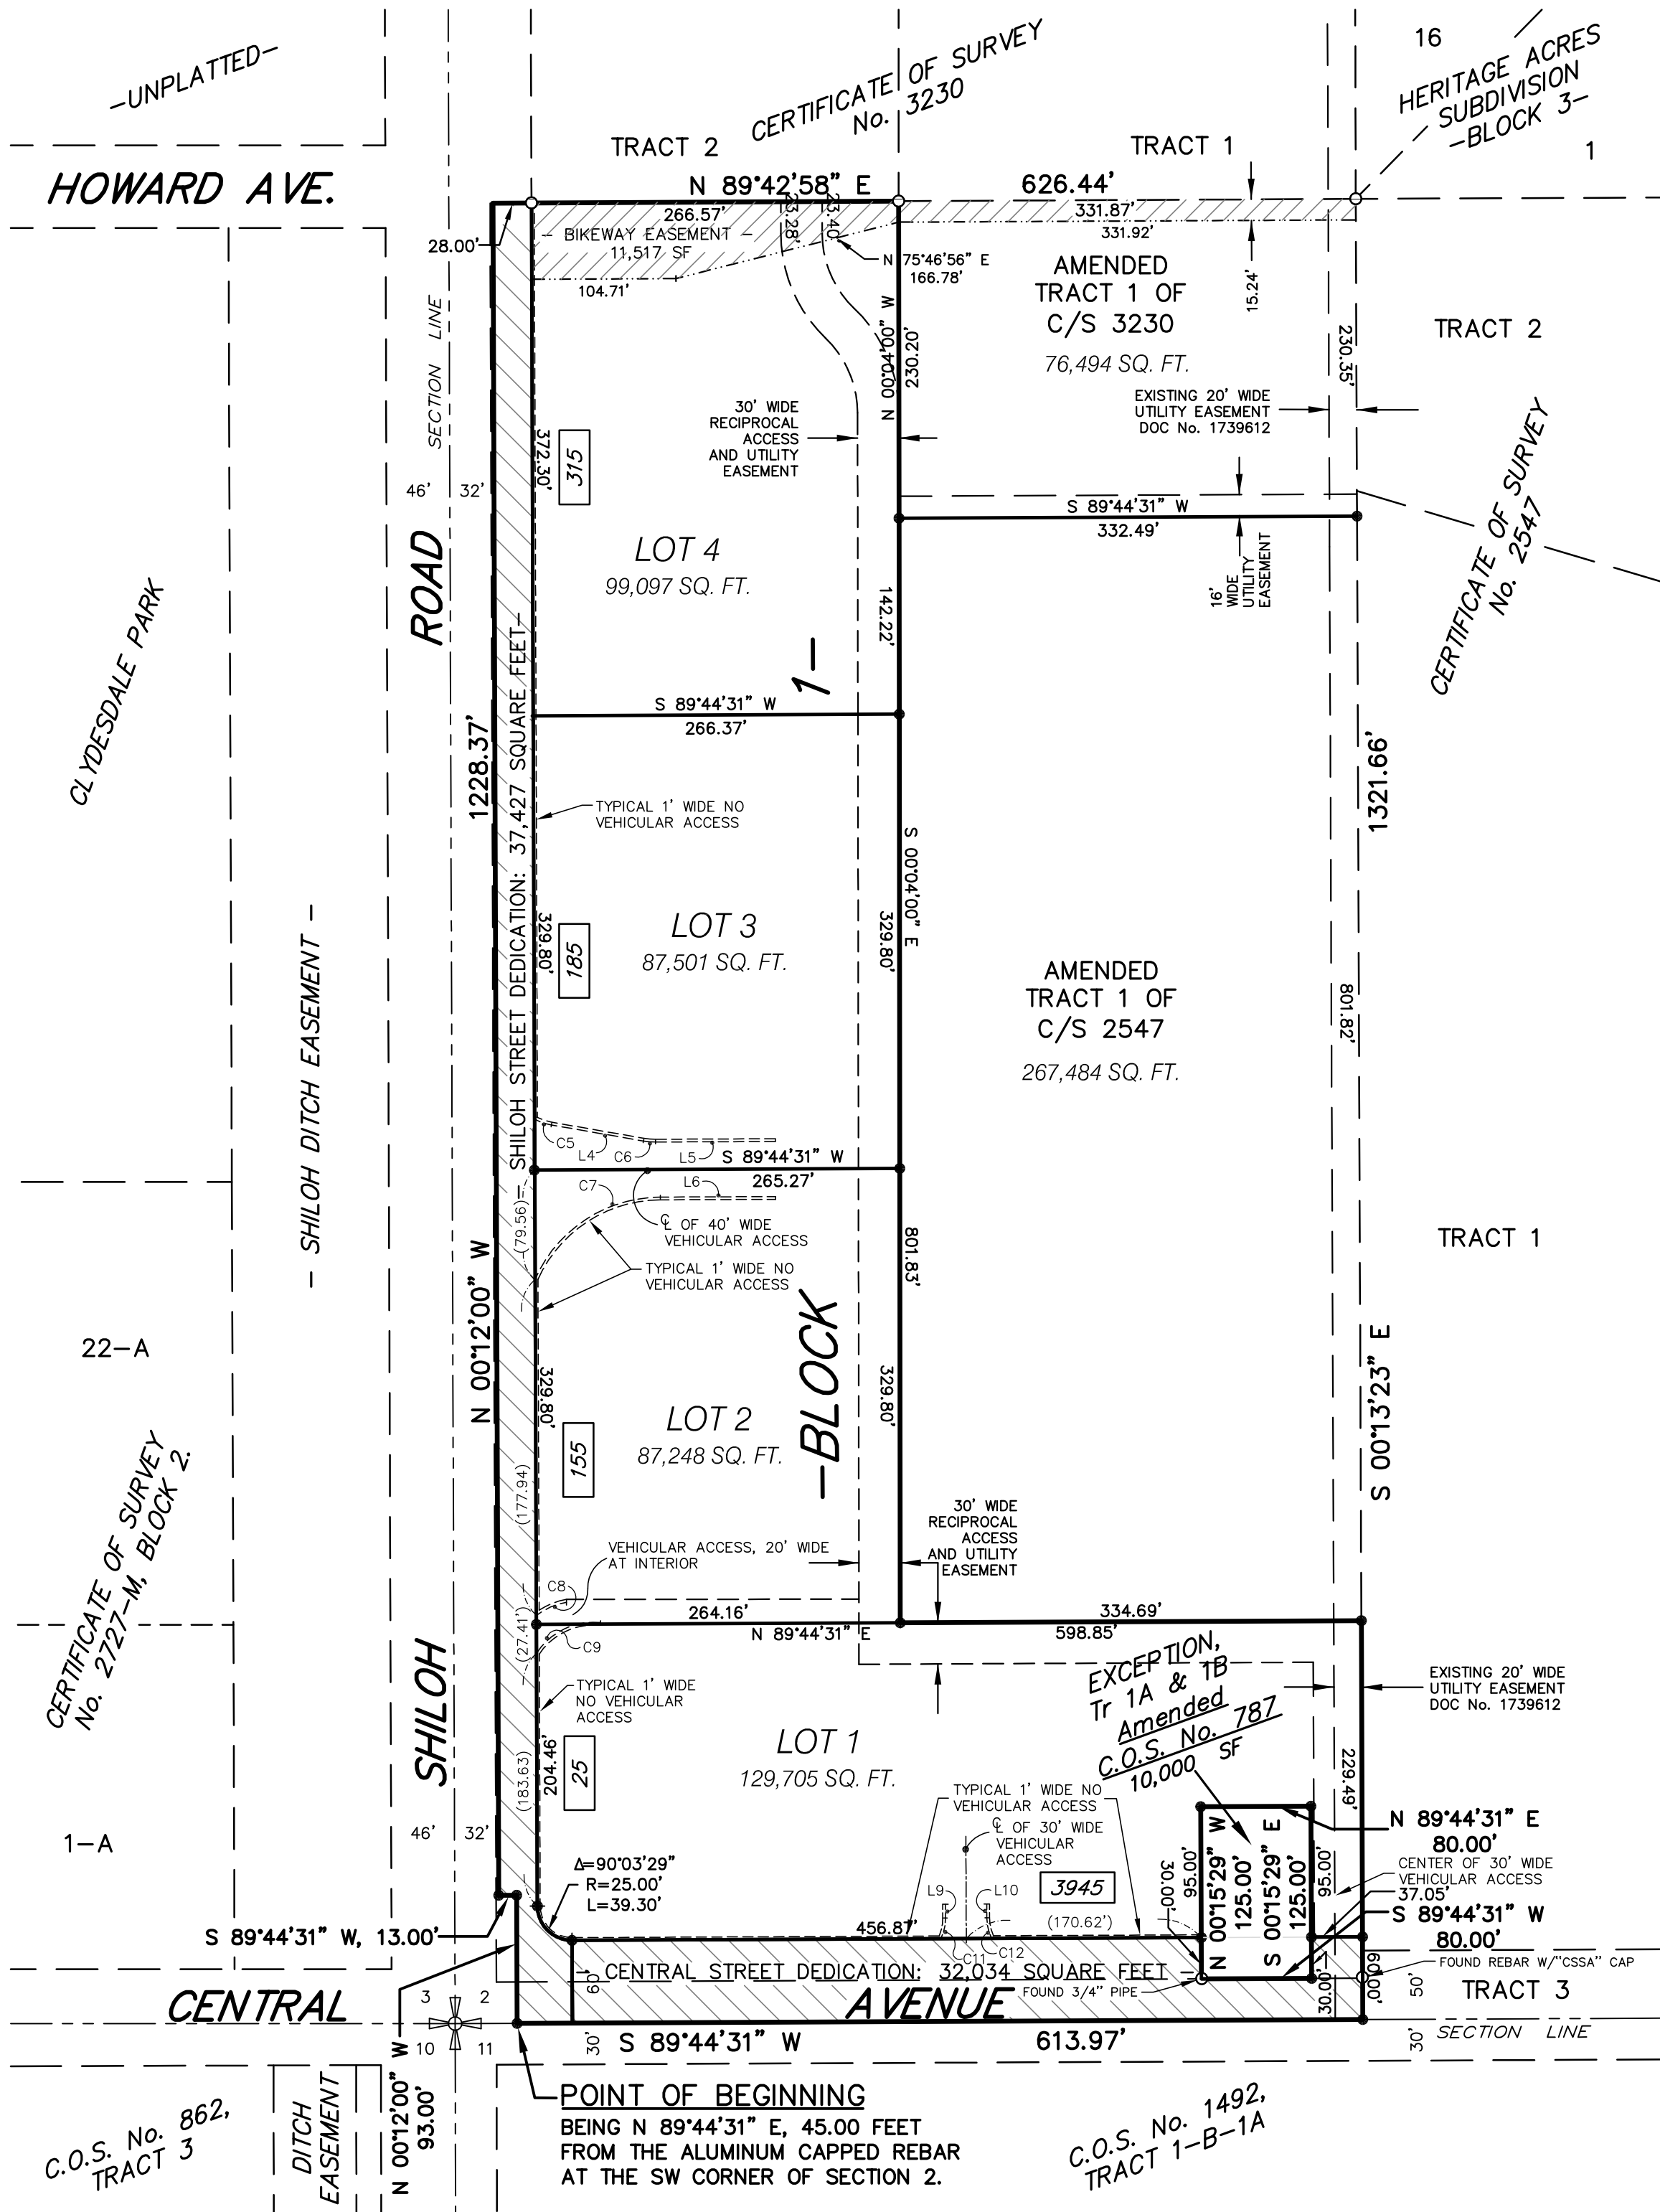 -UNPLATTED-
CERTIFICATE OF SURVEY
No. 3230
16
HERITAGE ACRES
SUBDIVISION
-BLOCK 3-
1
TRACT 2
TRACT 1
HOWARD AVE.
N 89°42'58" E
626.44'
266.57'
23.28'
23.40'
331.87'
331.92'
28.00'
- BIKEWAY EASEMENT -
11,517 SF
104.71'
N 75°46'56" E
166.78'
15.24'
AMENDED
TRACT 1 OF
C/S 3230
76,494 SQ. FT.
TRACT 2
SECTION LINE
N 00°04'00" W
230.20'
230.35'
30' WIDE
RECIPROCAL
ACCESS
AND UTILITY
EASEMENT
EXISTING 20' WIDE
UTILITY EASEMENT
DOC No. 1739612
372.30'
315
46'
32'
S 89°44'31" W
332.49'
16'
WIDE
UTILITY
EASEMENT
CERTIFICATE OF SURVEY
No. 2547
ROAD
LOT 4
99,097 SQ. FT.
142.22'
CLYDESDALE PARK
1-
S 89°44'31" W
266.37'
1228.37'
1321.66'
- SHILOH STREET DEDICATION: 37,427 SQUARE FEET-
TYPICAL 1' WIDE NO
VEHICULAR ACCESS
S 00°04'00" E
329.80'
185
LOT 3
87,501 SQ. FT.
329.80'
AMENDED
TRACT 1 OF
C/S 2547
267,484 SQ. FT.
801.82'
- SHILOH DITCH EASEMENT -
C5
L4
C6
L5
S 89°44'31" W
265.27'
C7
L6
(79.56)
℄ OF 40' WIDE
VEHICULAR ACCESS
TYPICAL 1' WIDE NO
VEHICULAR ACCESS
801.83'
TRACT 1
N 00°12'00" W
22-A
-BLOCK
329.80'
LOT 2
87,248 SQ. FT.
329.80'
155
S 00°13'23" E
(177.94)
CERTIFICATE OF SURVEY
No. 2727-M, BLOCK 2.
30' WIDE
RECIPROCAL
ACCESS
AND UTILITY
EASEMENT
VEHICULAR ACCESS, 20' WIDE
AT INTERIOR
C8
264.16'
334.69'
N 89°44'31" E
598.85'
(27.41')
C9
EXCEPTION,
Tr 1A & 1B
Amended
C.O.S. No. 787
10,000 SF
EXISTING 20' WIDE
UTILITY EASEMENT
DOC No. 1739612
TYPICAL 1' WIDE
NO VEHICULAR
ACCESS
SHILOH
LOT 1
129,705 SQ. FT.
204.46'
25
(183.63)
229.49'
TYPICAL 1' WIDE NO
VEHICULAR ACCESS
℄ OF 30' WIDE
VEHICULAR
ACCESS
N 89°44'31" E
80.00'
1-A
46'
32'
Δ=90°03'29"
R=25.00'
L=39.30'
L9
L10
3945
30.00'
95.00'
N 00°15'29" W
125.00'
S 00°15'29" E
125.00'
95.00'
CENTER OF 30' WIDE
VEHICULAR ACCESS
37.05'
S 89°44'31" W
80.00'
S 89°44'31" W, 13.00'
456.87'
(170.62')
C11
C12
CENTRAL STREET DEDICATION: 32,034 SQUARE FEET
60'
30.00'
60.00'
50'
FOUND REBAR W/"CSSA" CAP
FOUND 3/4" PIPE
TRACT 3
CENTRAL
AVENUE
3
2
10
11
30'
S 89°44'31" W
613.97'
30'
SECTION LINE
N 00°12'00" W
93.00'
POINT OF BEGINNING
BEING N 89°44'31" E, 45.00 FEET
FROM THE ALUMINUM CAPPED REBAR
AT THE SW CORNER OF SECTION 2.
C.O.S. No. 862,
TRACT 3
DITCH
EASEMENT
C.O.S. No. 1492,
TRACT 1-B-1A